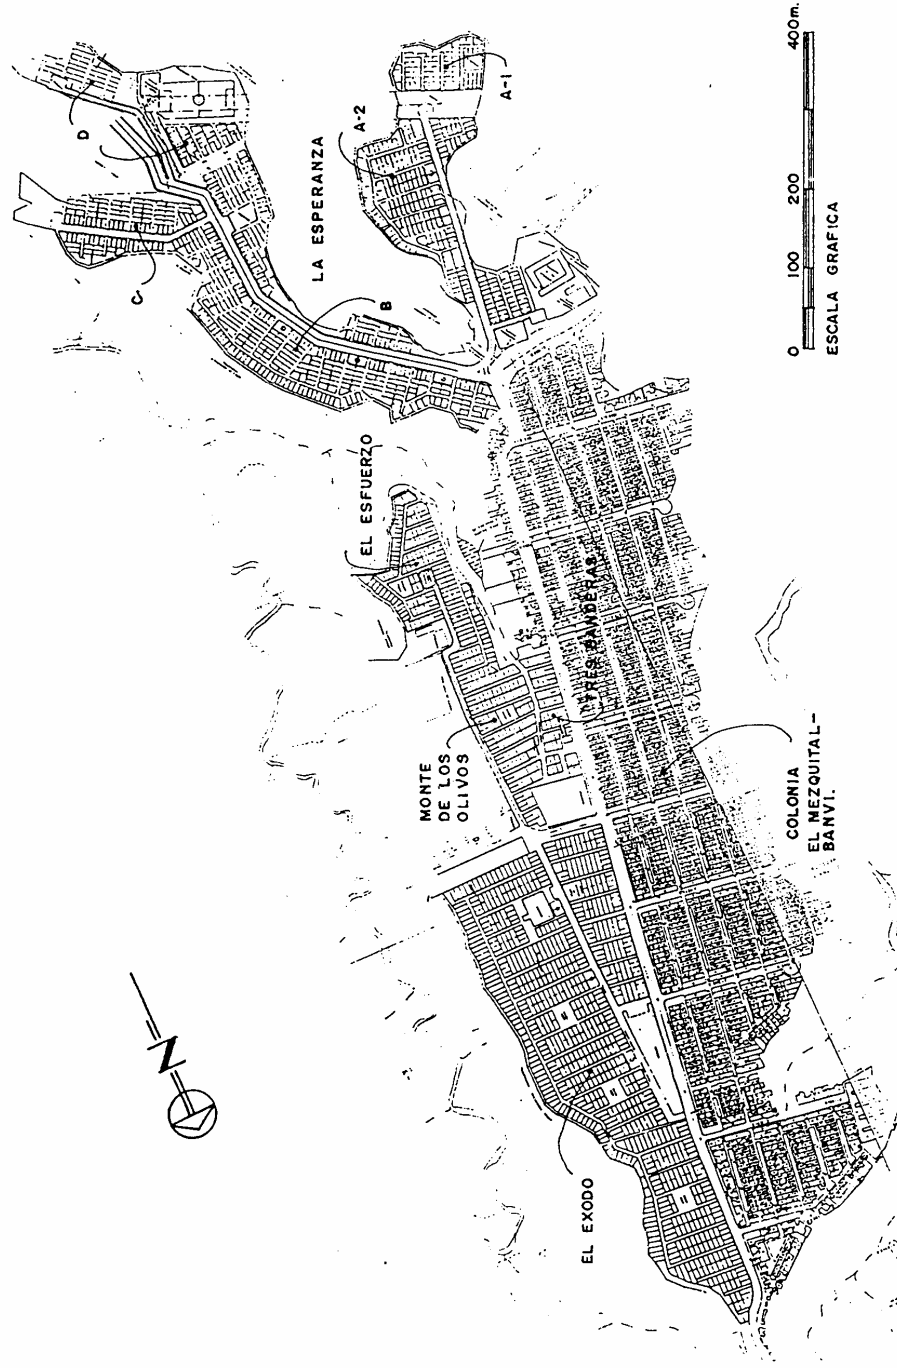 D
C
LA ESPERANZA
A-2
A-1
B
EL ESFUERZO
MONTE
DE LOS
OLIVOS
TRES BANDERAS
COLONIA
EL MEZQUITAL-
BANVI.
EL EXODO
N
0 100 200 400m.
ESCALA GRAFICA